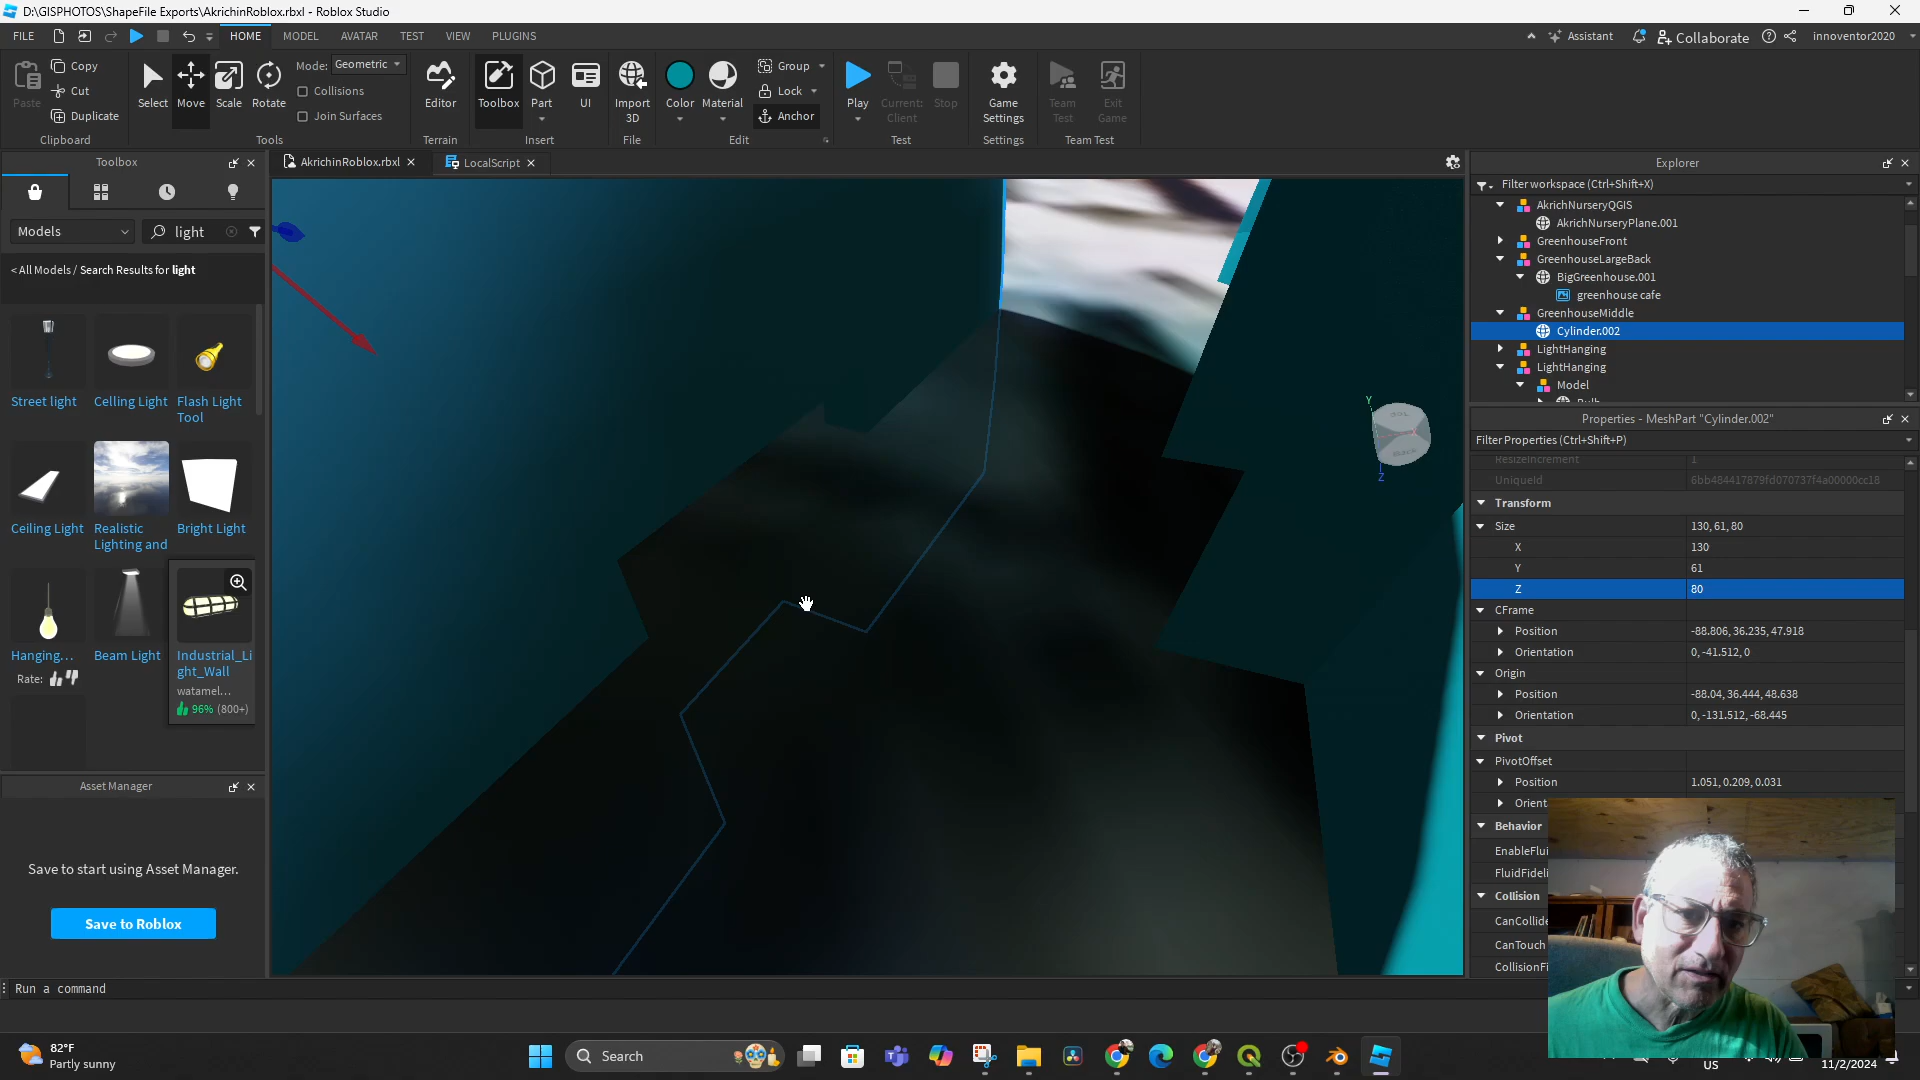 D:\GISPHOTOS\ShapeFile Exports\AkrichinRoblox.rbxl - Roblox Studio
FILE HOME MODEL AVATAR TEST VIEW PLUGINS Assistant Collaborate innoventor2020
Paste Copy Cut Duplicate Clipboard
Select Move Scale Rotate Mode: Geometric Collisions Join Surfaces Tools
Editor Terrain
Toolbox Part UI Insert
Import 3D File
Color Material Group Lock Anchor Edit
Play Current: Client Stop Test
Game Settings Settings
Team Test Exit Game Team Test
Toolbox
AkrichinRoblox.rbxl LocalScript
Models light
< All Models / Search Results for light
Street light Celling Light Flash Light Tool
Ceiling Light Realistic Lighting and Bright Light
Hanging... Beam Light Industrial_Light_Wall
Rate: watamel...
96% (800+)
Asset Manager
Save to start using Asset Manager.
Save to Roblox
Y
Z
Explorer
Filter workspace (Ctrl+Shift+X)
AkrichNurseryQGIS
AkrichNurseryPlane.001
GreenhouseFront
GreenhouseLargeBack
BigGreenhouse.001
greenhouse cafe
GreenhouseMiddle
Cylinder.002
LightHanging
LightHanging
Model
Bulb
Properties - MeshPart "Cylinder.002"
Filter Properties (Ctrl+Shift+P)
ResizeIncrement 1
UniqueId 6bb484417879fd070737f4a00000cc18
Transform
Size 130, 61, 80
X 130
Y 61
Z 80
CFrame
Position -88.806, 36.235, 47.918
Orientation 0, -41.512, 0
Origin
Position -88.04, 36.444, 48.638
Orientation 0, -131.512, -68.445
Pivot
PivotOffset
Position 1.051, 0.209, 0.031
Orient
Behavior
EnableFlui
FluidFideli
Collision
CanCollide
CanTouch
CollisionFi
Run a command
82°F
Partly sunny
Search
US
11/2/2024